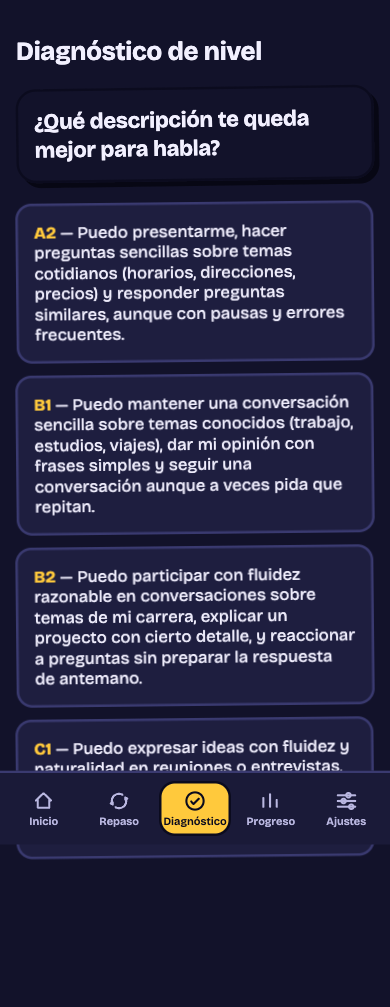 Diagnóstico de nivel
¿Qué descripción te queda
mejor para habla?
A2 — Puedo presentarme, hacer
preguntas sencillas sobre temas
cotidianos (horarios, direcciones,
precios) y responder preguntas
similares, aunque con pausas y errores
frecuentes.
B1 — Puedo mantener una conversación
sencilla sobre temas conocidos (trabajo,
estudios, viajes), dar mi opinión con
frases simples y seguir una
conversación aunque a veces pida que
repitan.
B2 — Puedo participar con fluidez
razonable en conversaciones sobre
temas de mi carrera, explicar un
proyecto con cierto detalle, y reaccionar
a preguntas sin preparar la respuesta
de antemano.
C1 — Puedo expresar ideas con fluidez y
naturalidad en reuniones o entrevistas,
Inicio
Repaso
Diagnóstico
Progreso
Ajustes